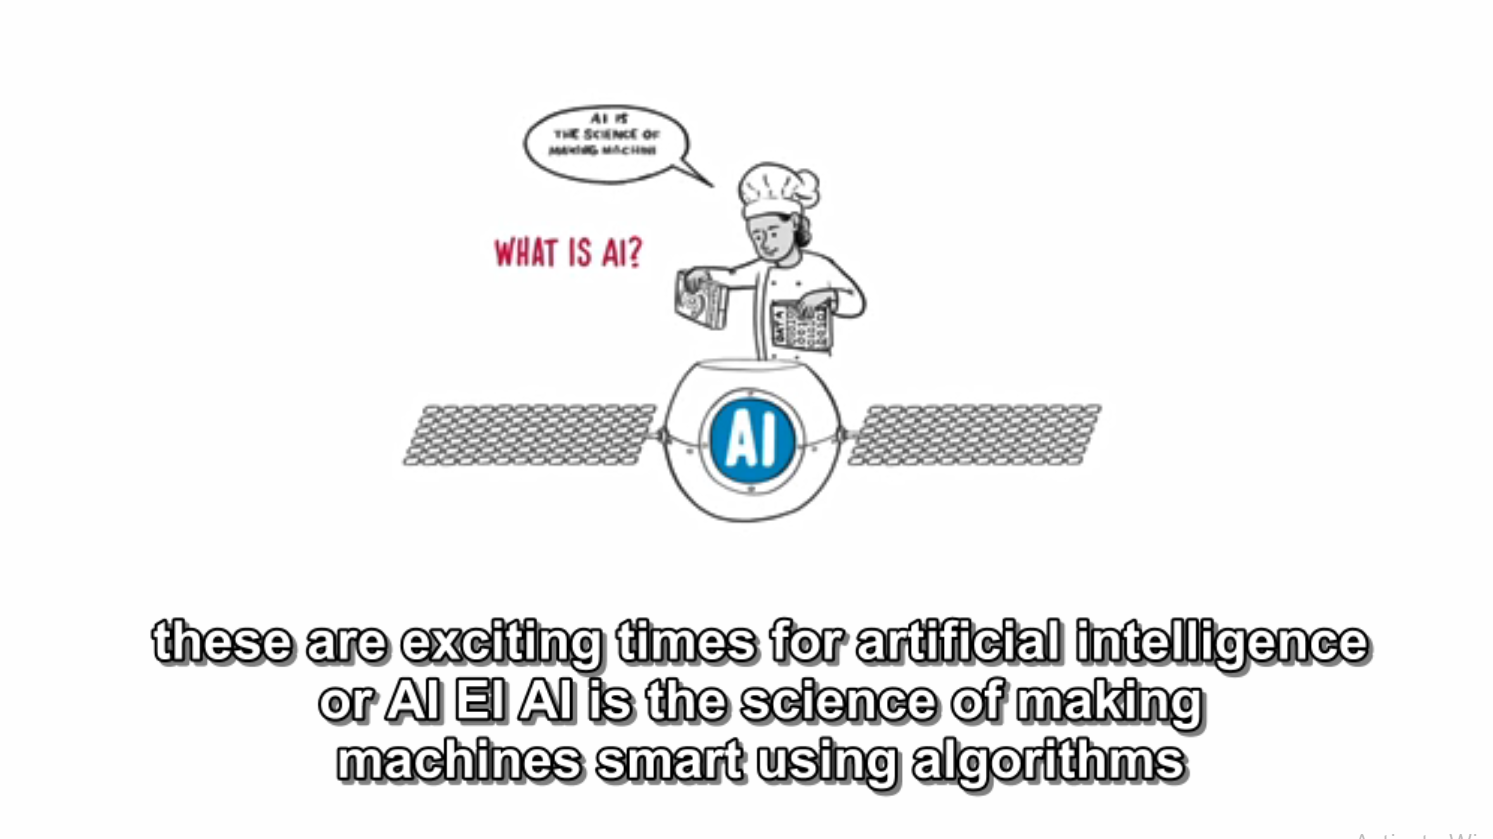 AI IS
THE SCIENCE OF
MAKING MACHINE
WHAT IS AI?
DATA
AI
these are exciting times for artificial intelligence
or AI EI AI is the science of making
machines smart using algorithms